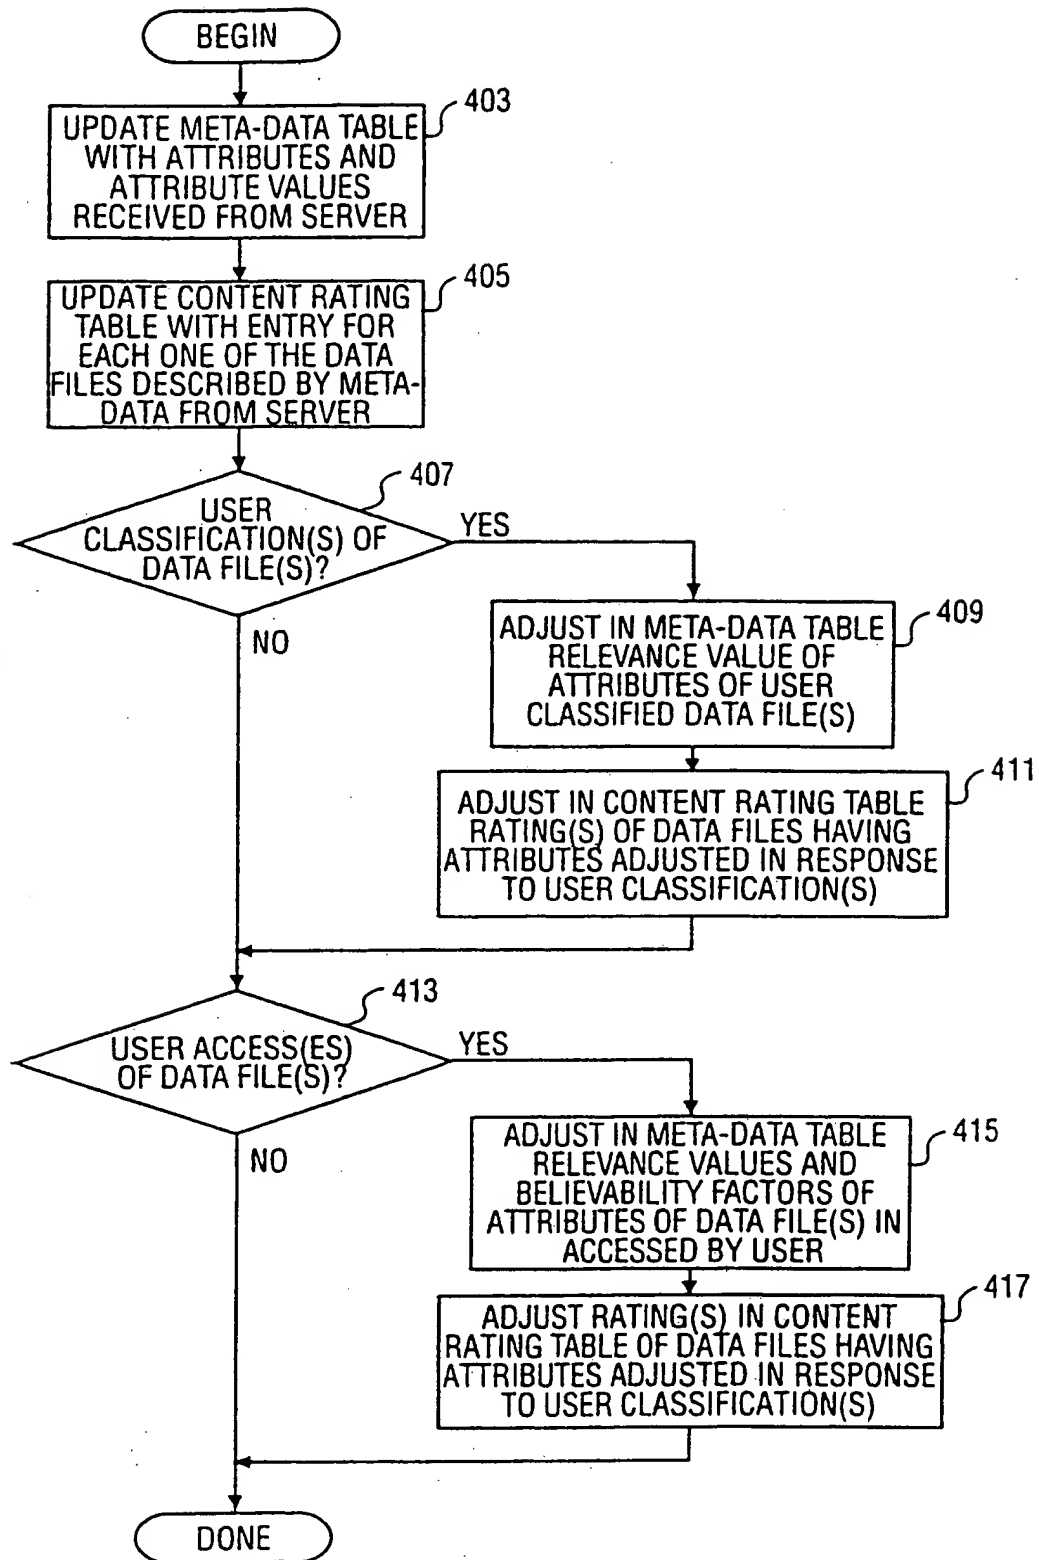 BEGIN
403
UPDATE META-DATA TABLE
WITH ATTRIBUTES AND
ATTRIBUTE VALUES
RECEIVED FROM SERVER
405
UPDATE CONTENT RATING
TABLE WITH ENTRY FOR
EACH ONE OF THE DATA
FILES DESCRIBED BY META-
DATA FROM SERVER
407
USER
CLASSIFICATION(S) OF
DATA FILE(S)?
YES
NO
409
ADJUST IN META-DATA TABLE
RELEVANCE VALUE OF
ATTRIBUTES OF USER
CLASSIFIED DATA FILE(S)
411
ADJUST IN CONTENT RATING TABLE
RATING(S) OF DATA FILES HAVING
ATTRIBUTES ADJUSTED IN RESPONSE
TO USER CLASSIFICATION(S)
413
USER ACCESS(ES)
OF DATA FILE(S)?
YES
NO
415
ADJUST IN META-DATA TABLE
RELEVANCE VALUES AND
BELIEVABILITY FACTORS OF
ATTRIBUTES OF DATA FILE(S) IN
ACCESSED BY USER
417
ADJUST RATING(S) IN CONTENT
RATING TABLE OF DATA FILES HAVING
ATTRIBUTES ADJUSTED IN RESPONSE
TO USER CLASSIFICATION(S)
DONE